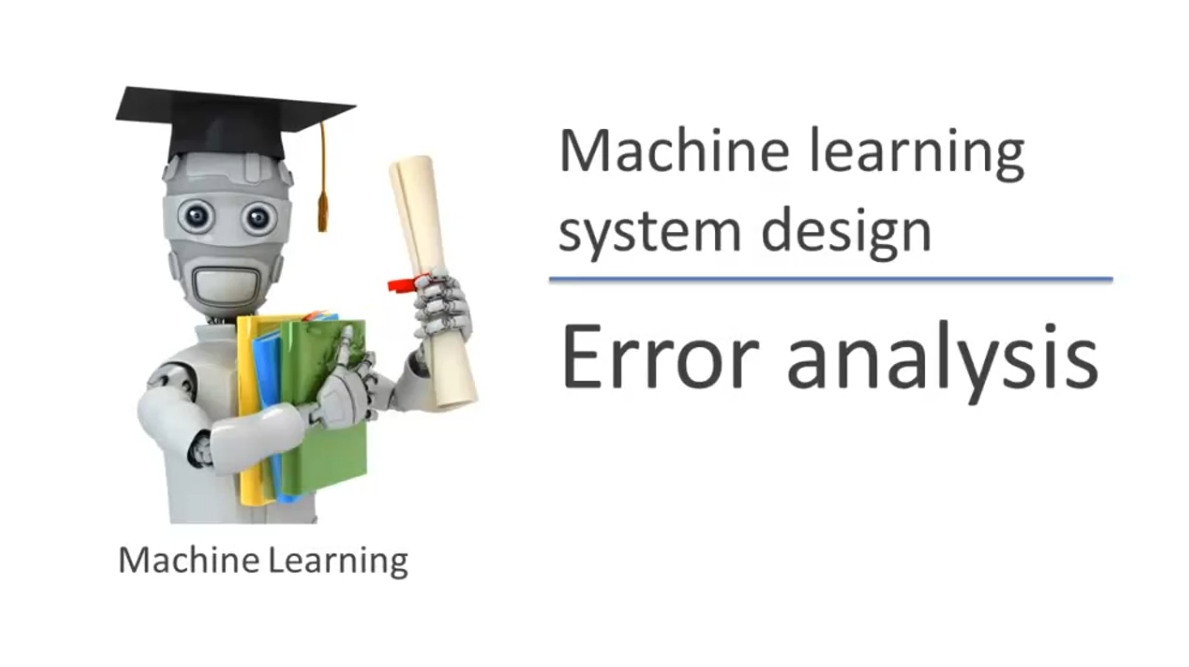 Machine learning
system design
Error analysis
Machine Learning